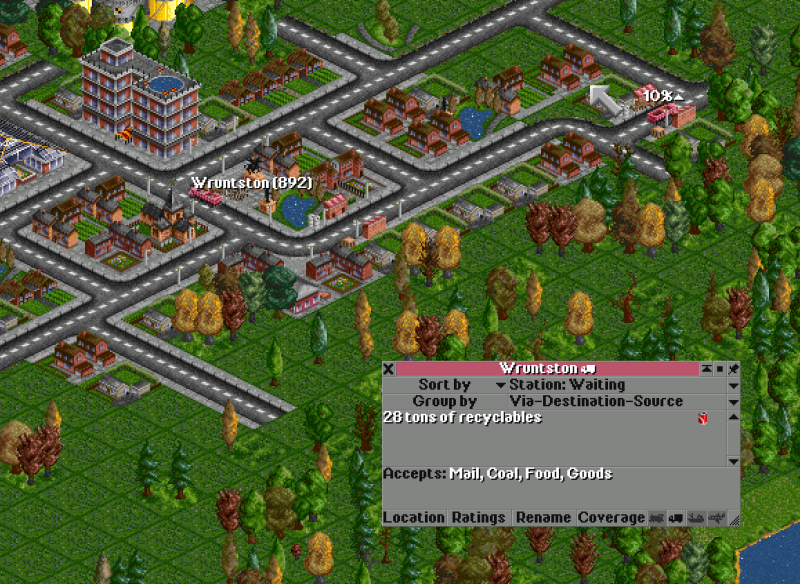 10%
Wruntston (892)
Wruntston
Sort by Station: Waiting
Group by Via-Destination-Source
28 tons of recyclables
Accepts: Mail, Coal, Food, Goods
Location Ratings Rename Coverage